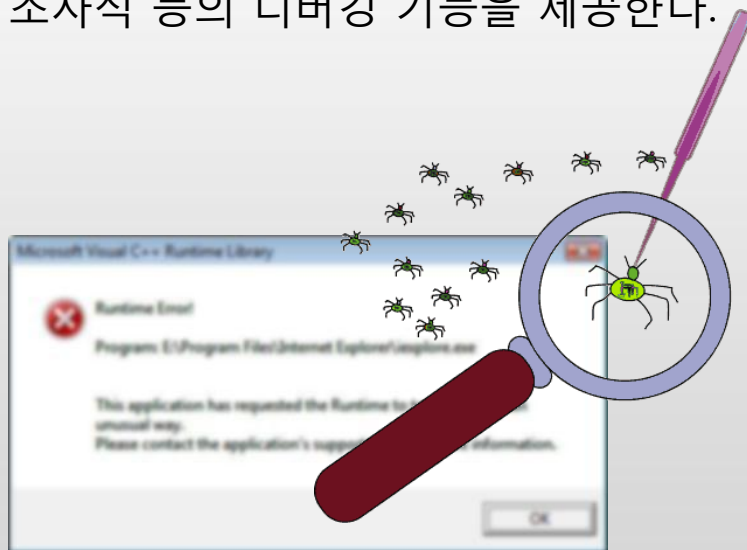 조사식 등의 디버깅 기능을 제공한다.
Microsoft Visual C++ Runtime Library
Runtime Error!
Program: E:\Program Files\Internet Explorer\iexplore.exe
This application has requested the Runtime to
unusual way.
Please contact the application's information.
OK